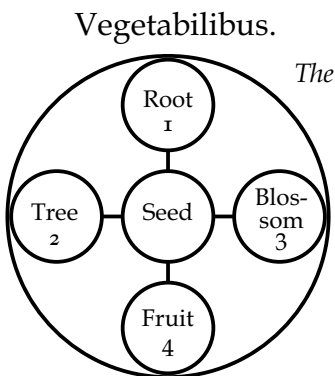 Vegetabilibus.
The
Root
1
Tree
2
Seed
Blos-
som
3
Fruit
4